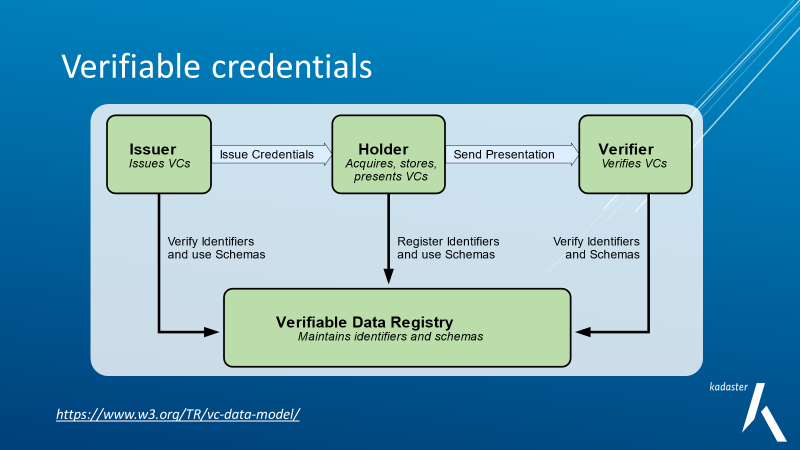 Verifiable credentials
Issuer
Issues VCs
Issue Credentials
Holder
Acquires, stores,
presents VCs
Send Presentation
Verifier
Verifies VCs
Verify Identifiers
and use Schemas
Register Identifiers
and use Schemas
Verify Identifiers
and Schemas
Verifiable Data Registry
Maintains identifiers and schemas
kadaster
https://www.w3.org/TR/vc-data-model/